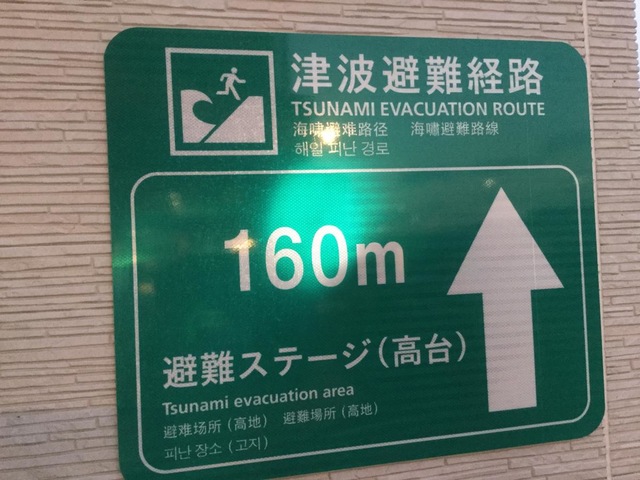 津波避難経路
TSUNAMI EVACUATION ROUTE
海啸避难路径 海嘯避難路線
해일 피난 경로
160m
避難ステージ(高台)
Tsunami evacuation area
避难场所(高地) 避難場所(高地)
피난 장소 (고지)